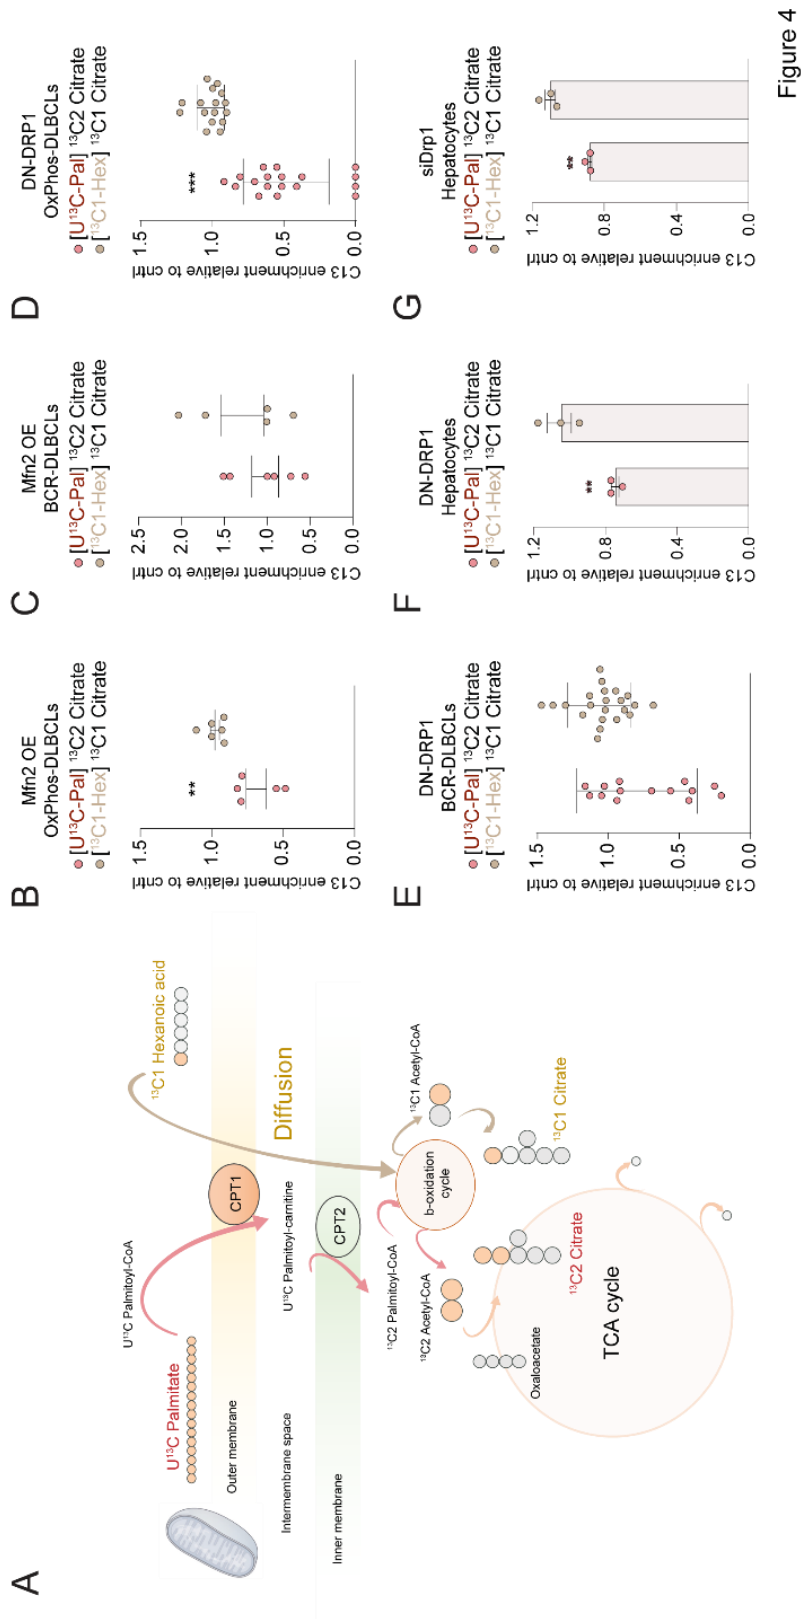 A
U¹³C Palmitate
U¹³C Palmitoyl-CoA
¹³C1 Hexanoic acid
Outer membrane
CPT1
Intermembrane space
U¹³C Palmitoyl-carnitine
Diffusion
Inner membrane
CPT2
¹³C2 Palmitoyl-CoA
b-oxidation
cycle
¹³C1 Acetyl-CoA
¹³C2 Acetyl-CoA
Oxaloacetate
¹³C2 Citrate
¹³C1 Citrate
TCA cycle
B
Mfn2 OE
OxPhos-DLBCLs
[U¹³C-Pal] ¹³C2 Citrate
[¹³C1-Hex] ¹³C1 Citrate
C13 enrichment relative to cntrl
1.5
1.0
0.5
0.0
**
C
Mfn2 OE
BCR-DLBCLs
[U¹³C-Pal] ¹³C2 Citrate
[¹³C1-Hex] ¹³C1 Citrate
C13 enrichment relative to cntrl
2.5
2.0
1.5
1.0
0.5
0.0
D
DN-DRP1
OxPhos-DLBCLs
[U¹³C-Pal] ¹³C2 Citrate
[¹³C1-Hex] ¹³C1 Citrate
C13 enrichment relative to cntrl
1.5
1.0
0.5
0.0
***
E
DN-DRP1
BCR-DLBCLs
[U¹³C-Pal] ¹³C2 Citrate
[¹³C1-Hex] ¹³C1 Citrate
C13 enrichment relative to cntrl
1.5
1.0
0.5
0.0
F
DN-DRP1
Hepatocytes
[U¹³C-Pal] ¹³C2 Citrate
[¹³C1-Hex] ¹³C1 Citrate
C13 enrichment relative to cntrl
1.2
0.8
0.4
0.0
**
G
siDrp1
Hepatocytes
[U¹³C-Pal] ¹³C2 Citrate
[¹³C1-Hex] ¹³C1 Citrate
C13 enrichment relative to cntrl
1.2
0.8
0.4
0.0
**
Figure 4